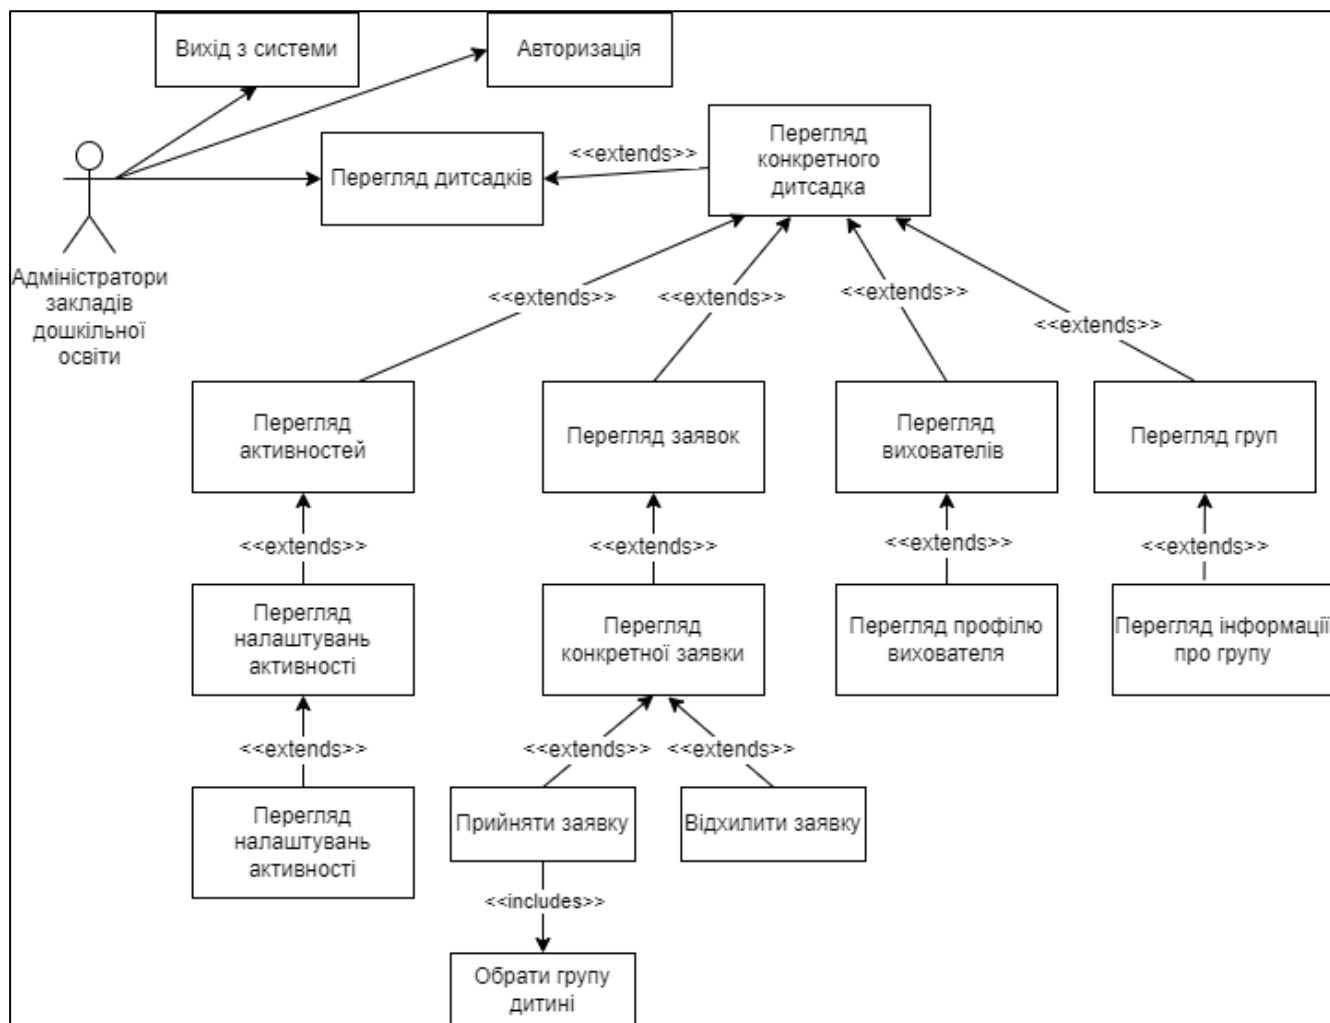 Вихід з системи
Авторизація
Перегляд
конкретного
дитсадка
<<extends>>
Перегляд дитсадків
Адміністратори
закладів
дошкільної
освіти
<<extends>>
<<extends>>
<<extends>>
<<extends>>
Перегляд
активностей
Перегляд заявок
Перегляд
вихователів
Перегляд груп
<<extends>>
<<extends>>
<<extends>>
<<extends>>
Перегляд
налаштувань
активності
Перегляд
конкретної заявки
Перегляд профілю
вихователя
Перегляд інформації
про групу
<<extends>>
<<extends>>
<<extends>>
Перегляд
налаштувань
активності
Прийняти заявку
Відхилити заявку
<<includes>>
Обрати групу
дитині